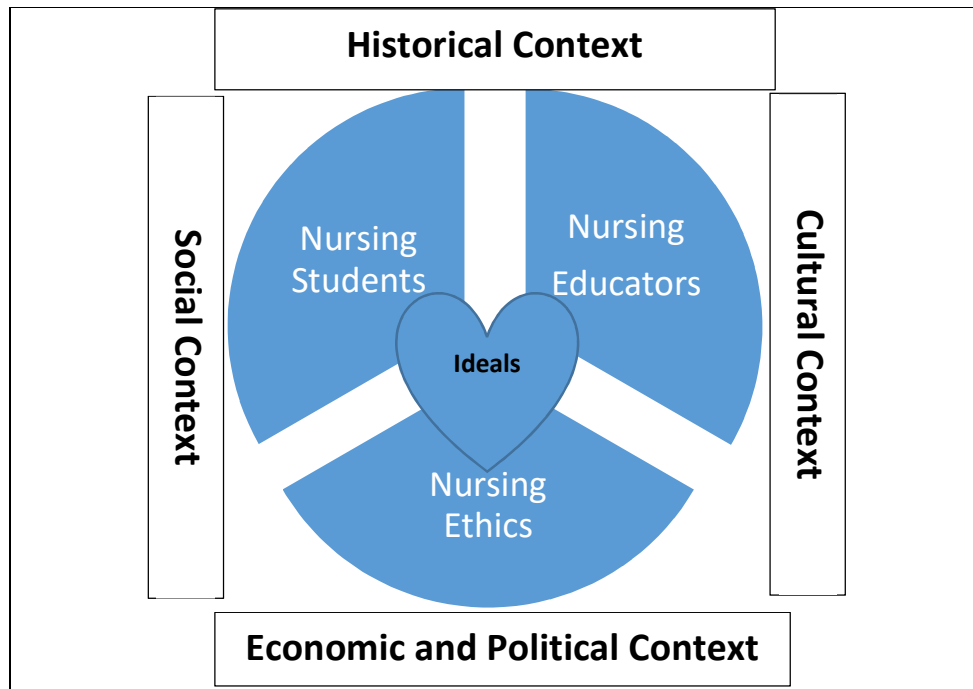 Historical Context
Social Context
Nursing
Students
Nursing
Educators
Cultural Context
Ideals
Nursing
Ethics
Economic and Political Context